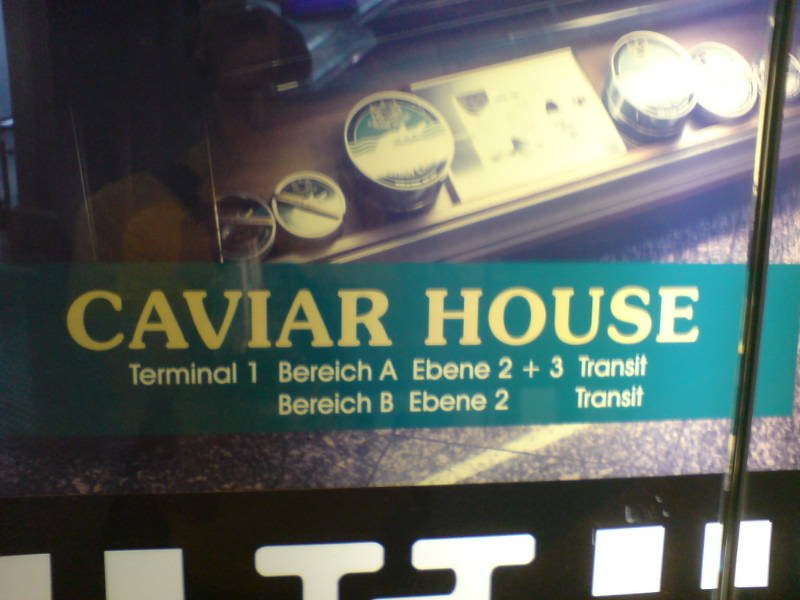 CAVIAR HOUSE
Terminal 1 Bereich A Ebene 2 + 3 Transit
Bereich B Ebene 2 Transit